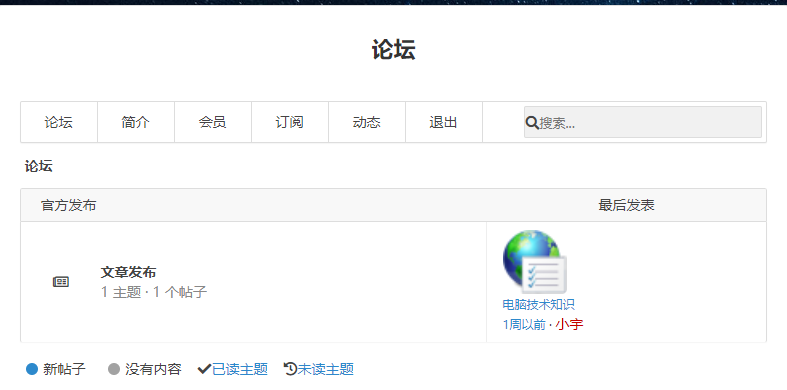 论坛
论坛 简介 会员 订阅 动态 退出 搜索...
论坛
官方发布 最后发表
文章发布
1 主题 · 1 个帖子
电脑技术知识
1周以前 · 小宇
新帖子 没有内容 已读主题 未读主题